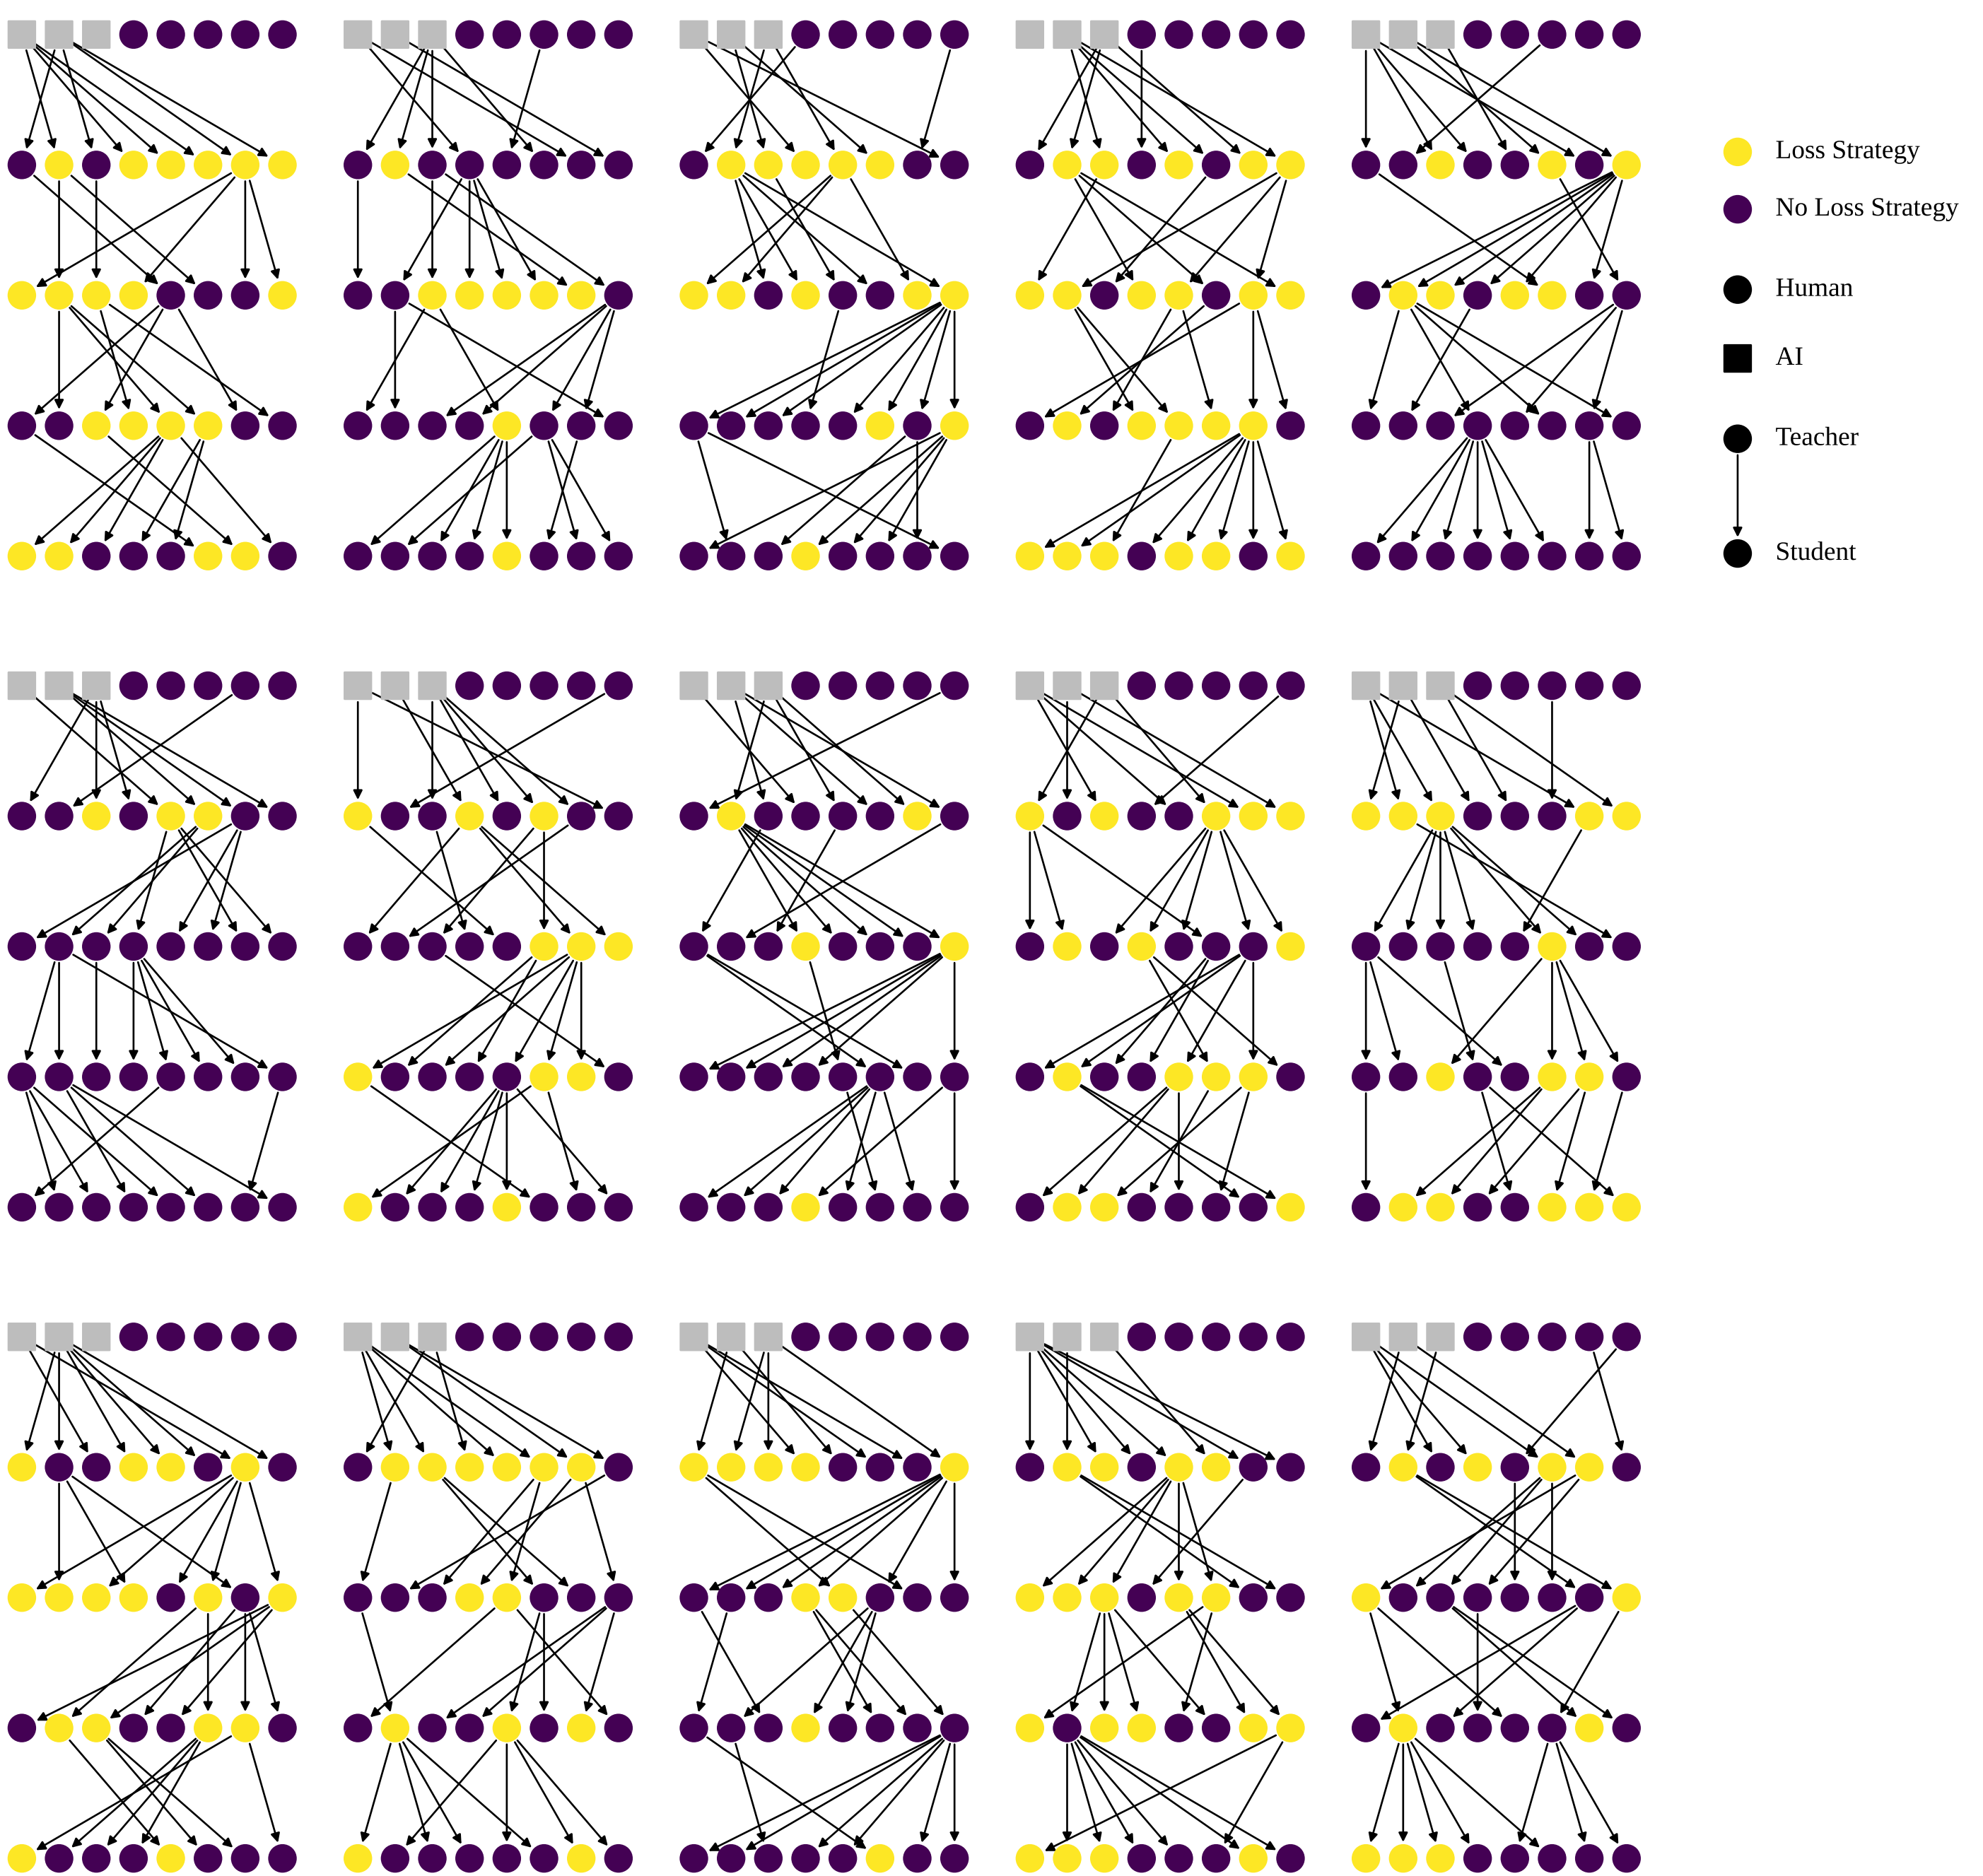 Loss Strategy
No Loss Strategy
Human
AI
Teacher
Student